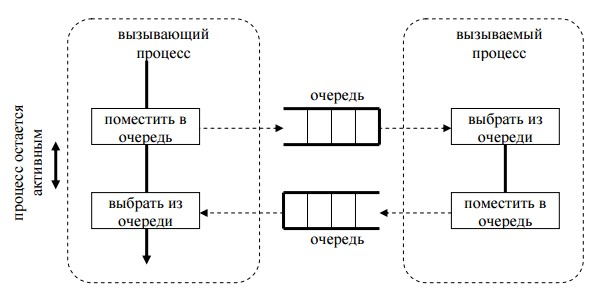 вызывающий
процесс
вызываемый
процесс
очередь
поместить в
очередь
выбрать из
очереди
процесс остается
активным
выбрать из
очереди
поместить в
очередь
очередь